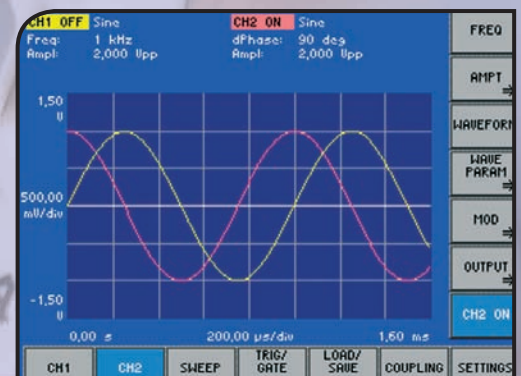 CH1 OFF Sine CH2 ON Sine FREQ
Freq: 1 kHz dPhase: 90 deg
Ampl: 2,000 Vpp Ampl: 2,000 Vpp
AMPT
1,50
V
WAVEFORM
WAVE
PARAM
500,00
mV/div
MOD
OUTPUT
-1,50
V
CH2 ON
0,00 s 200,00 µs/div 1,60 ms
CH1 CH2 SWEEP TRIG/
GATE LOAD/
SAVE COUPLING SETTINGS